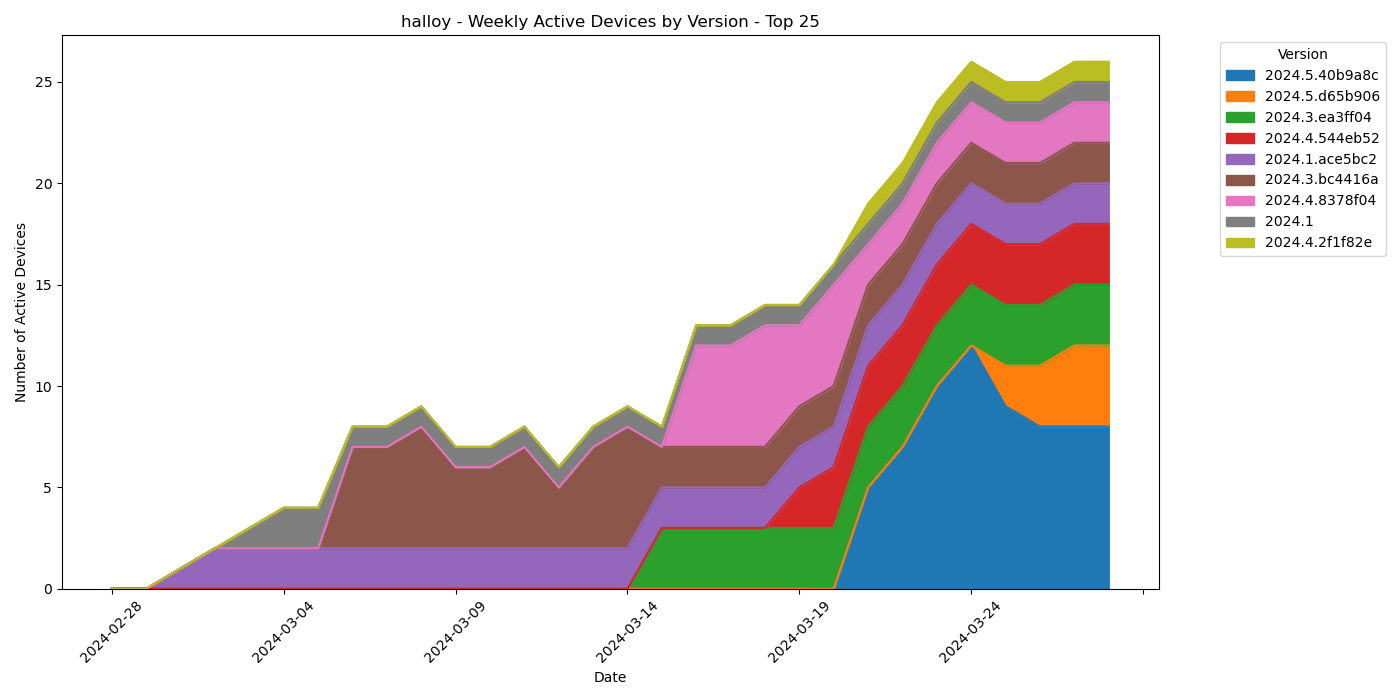 halloy - Weekly Active Devices by Version - Top 25
Number of Active Devices
25
20
15
10
5
0
2024-02-28
2024-03-04
2024-03-09
2024-03-14
2024-03-19
2024-03-24
Date
Version
2024.5.40b9a8c
2024.5.d65b906
2024.3.ea3ff04
2024.4.544eb52
2024.1.ace5bc2
2024.3.bc4416a
2024.4.8378f04
2024.1
2024.4.2f1f82e